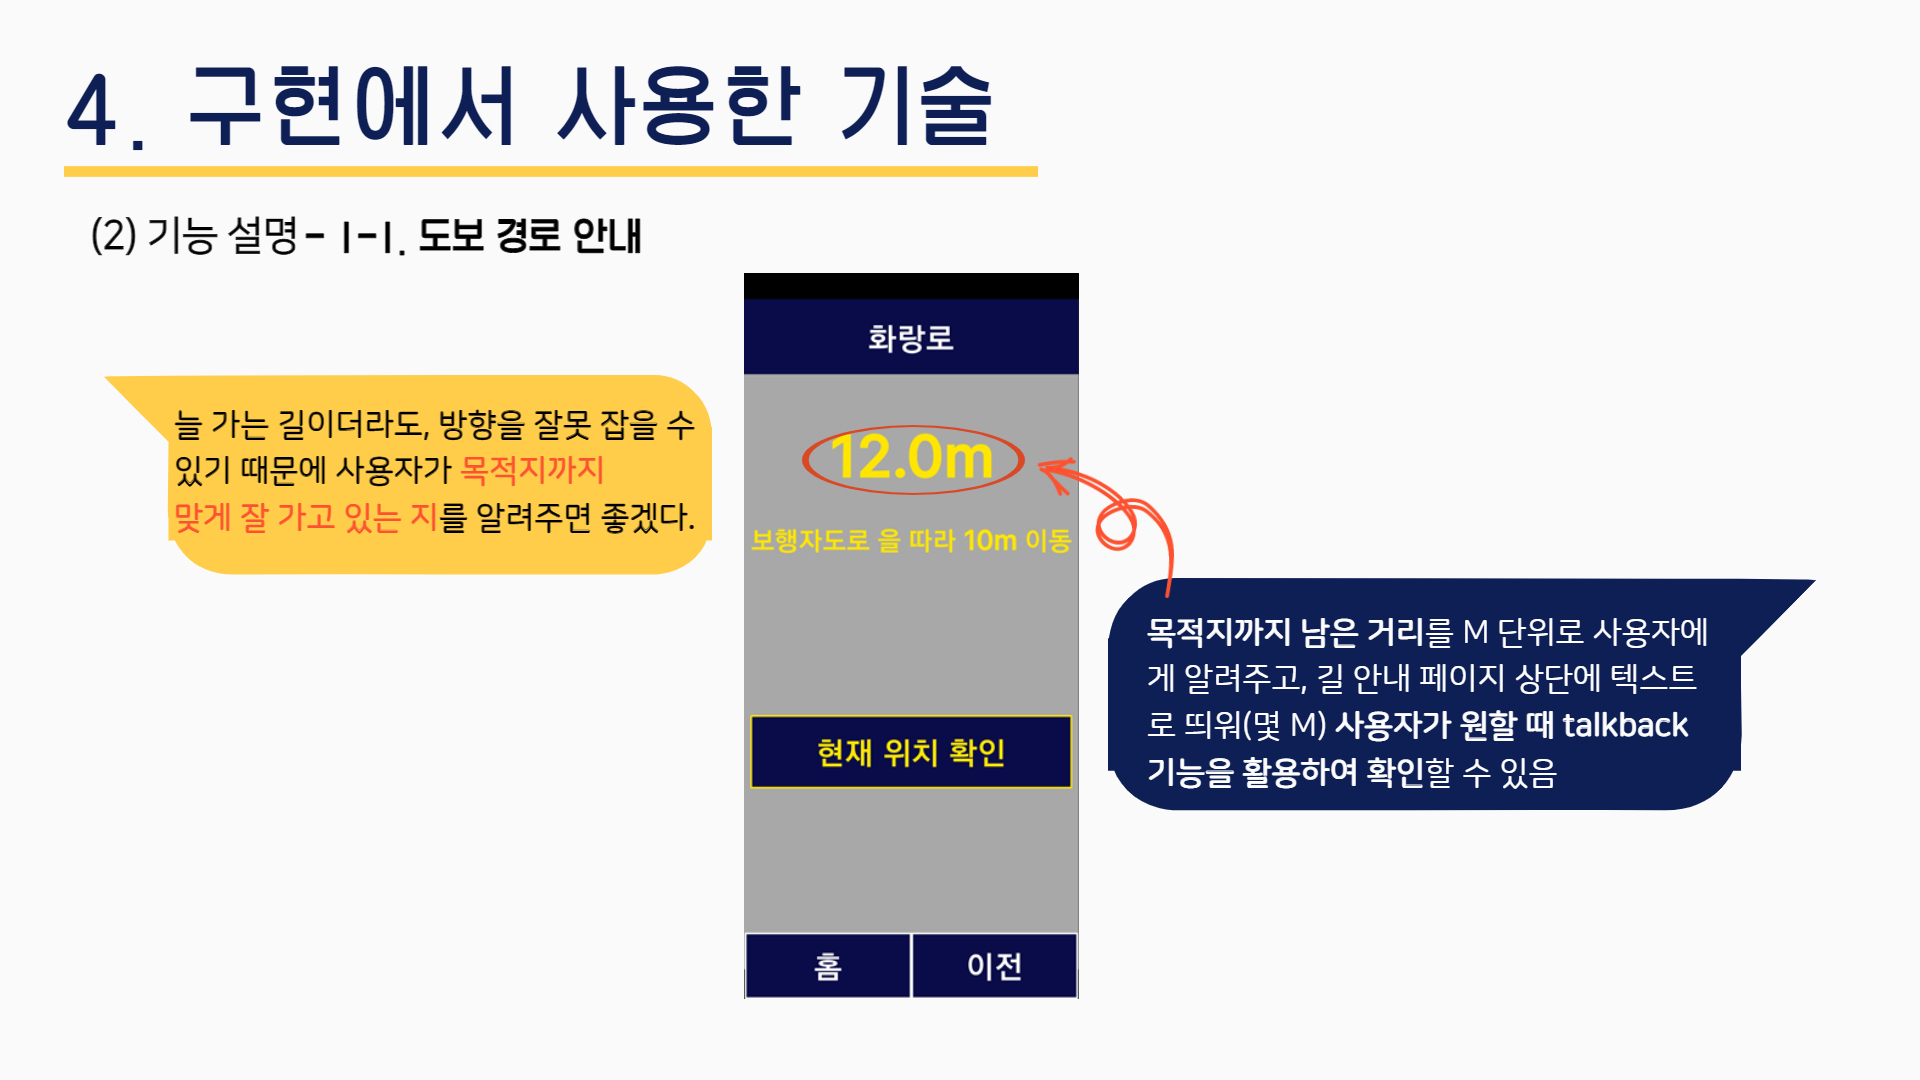 4. 구현에서 사용한 기술
(2) 기능 설명 - 1-1. 도보 경로 안내
늘 가는 길이더라도, 방향을 잘못 잡을 수
있기 때문에 사용자가 목적지까지
맞게 잘 가고 있는 지를 알려주면 좋겠다.
화랑로
12.0m
보행자도로 을 따라 10m 이동
현재 위치 확인
홈 이전
목적지까지 남은 거리를 M 단위로 사용자에
게 알려주고, 길 안내 페이지 상단에 텍스트
로 띄워(몇 M) 사용자가 원할 때 talkback
기능을 활용하여 확인할 수 있음